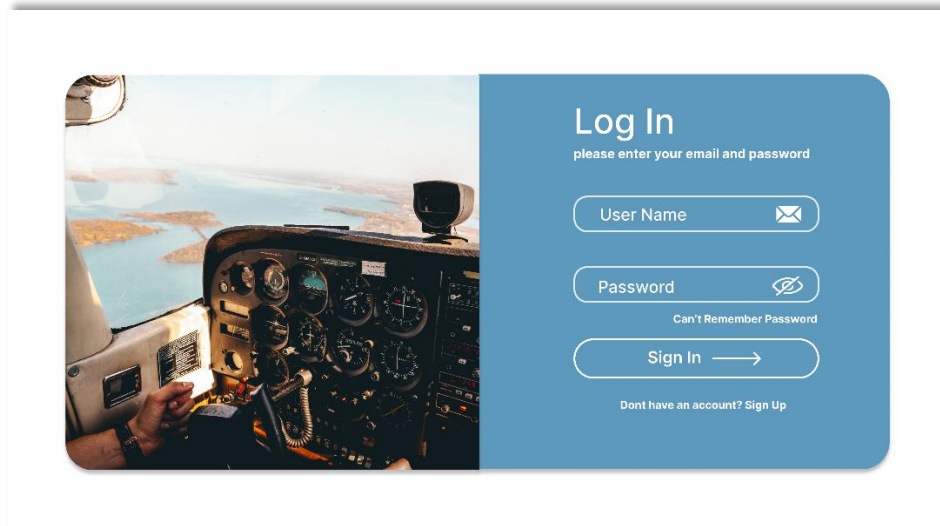 Log In
please enter your email and password
User Name
Password
Can't Remember Password
Sign In
Dont have an account? Sign Up